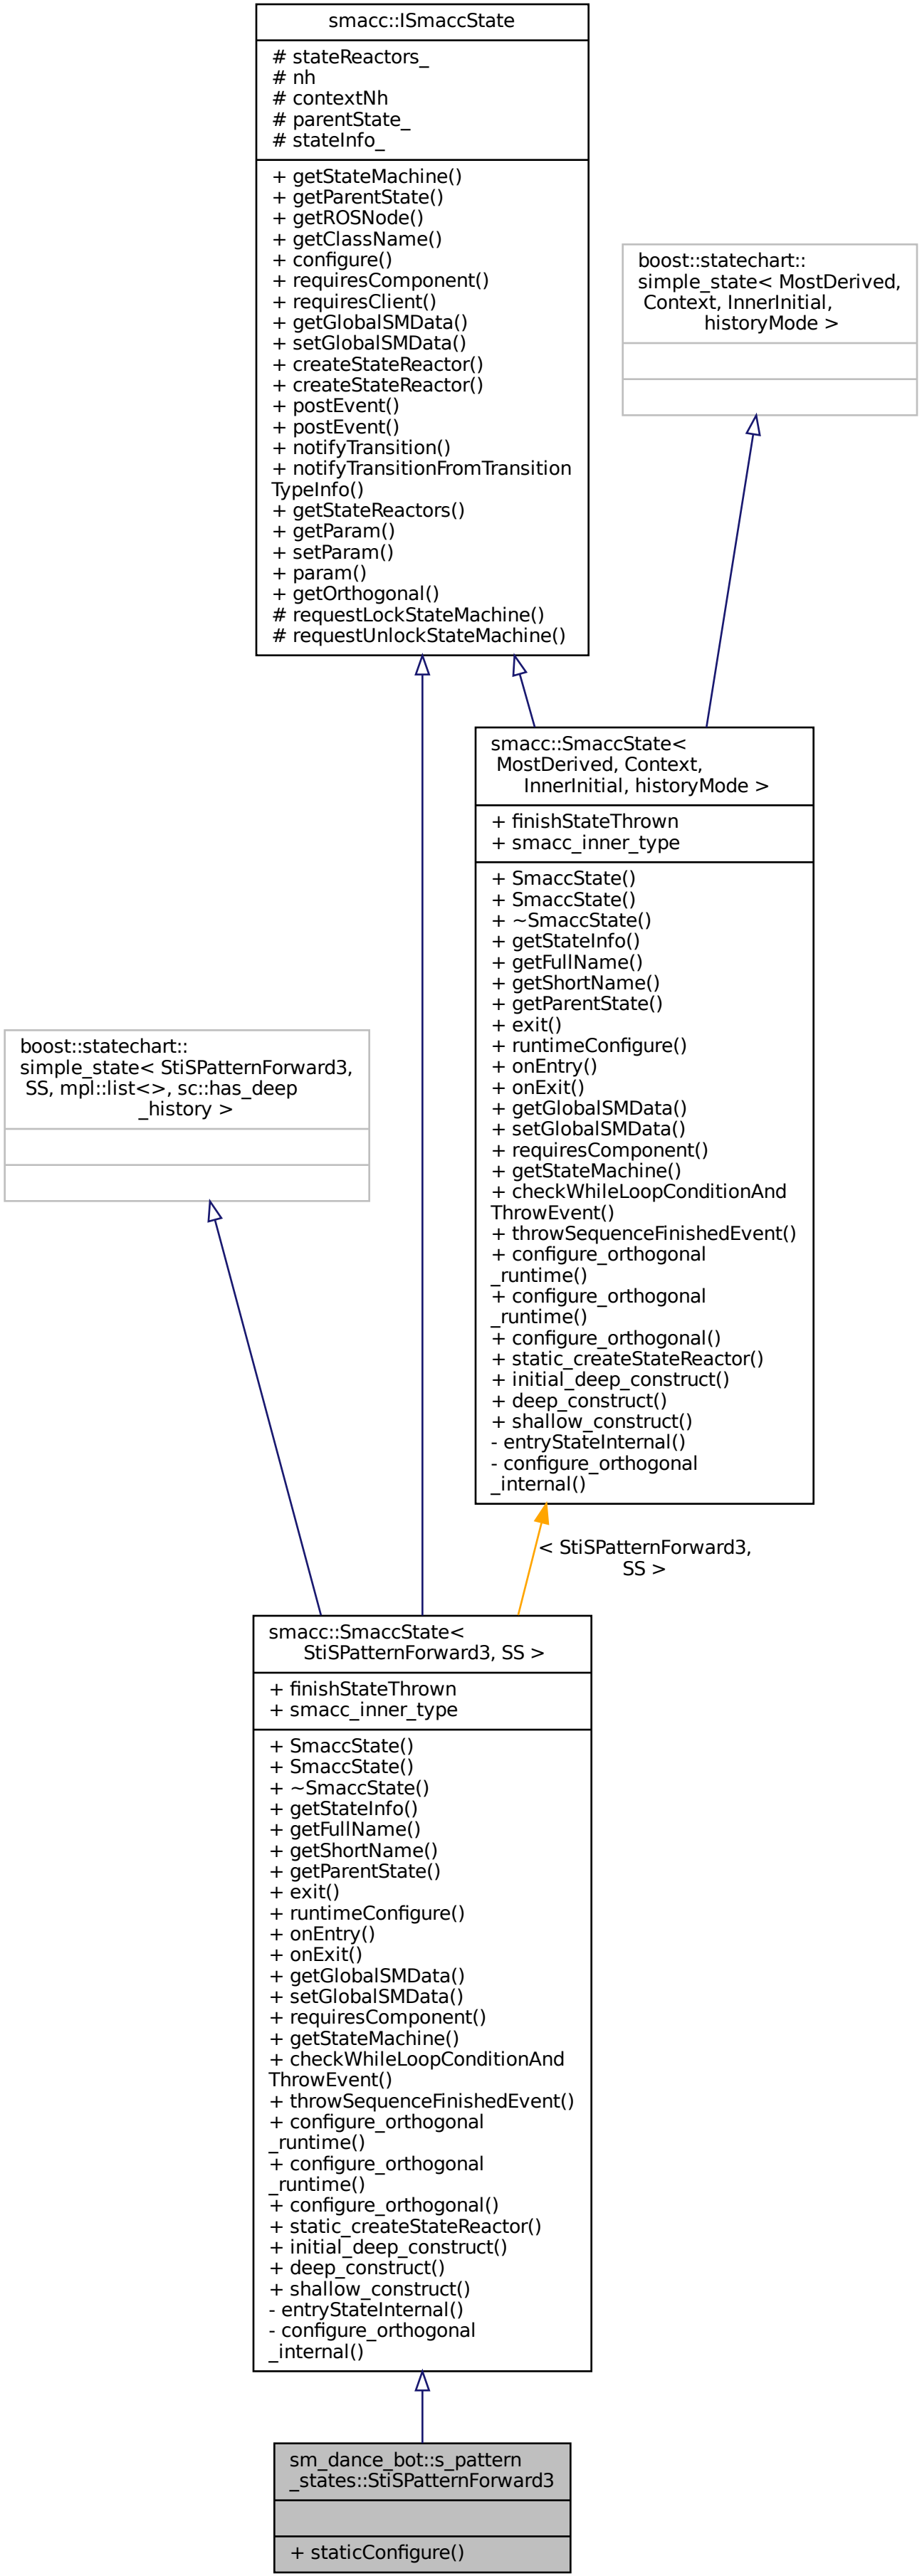 smacc::ISmaccState
# stateReactors_
# nh
# contextNh
# parentState_
# stateInfo_
+ getStateMachine()
+ getParentState()
+ getROSNode()
+ getClassName()
+ configure()
+ requiresComponent()
+ requiresClient()
+ getGlobalSMData()
+ setGlobalSMData()
+ createStateReactor()
+ createStateReactor()
+ postEvent()
+ postEvent()
+ notifyTransition()
+ notifyTransitionFromTransition
TypeInfo()
+ getStateReactors()
+ getParam()
+ setParam()
+ param()
+ getOrthogonal()
# requestLockStateMachine()
# requestUnlockStateMachine()
boost::statechart::
simple_state< MostDerived,
Context, InnerInitial,
historyMode >
smacc::SmaccState<
MostDerived, Context,
InnerInitial, historyMode >
+ finishStateThrown
+ smacc_inner_type
+ SmaccState()
+ SmaccState()
+ ~SmaccState()
+ getStateInfo()
+ getFullName()
+ getShortName()
+ getParentState()
+ exit()
+ runtimeConfigure()
+ onEntry()
+ onExit()
+ getGlobalSMData()
+ setGlobalSMData()
+ requiresComponent()
+ getStateMachine()
+ checkWhileLoopConditionAnd
ThrowEvent()
+ throwSequenceFinishedEvent()
+ configure_orthogonal
_runtime()
+ configure_orthogonal
_runtime()
+ configure_orthogonal()
+ static_createStateReactor()
+ initial_deep_construct()
+ deep_construct()
+ shallow_construct()
- entryStateInternal()
- configure_orthogonal
_internal()
boost::statechart::
simple_state< StiSPatternForward3,
SS, mpl::list<>, sc::has_deep
_history >
< StiSPatternForward3,
SS >
smacc::SmaccState<
StiSPatternForward3, SS >
+ finishStateThrown
+ smacc_inner_type
+ SmaccState()
+ SmaccState()
+ ~SmaccState()
+ getStateInfo()
+ getFullName()
+ getShortName()
+ getParentState()
+ exit()
+ runtimeConfigure()
+ onEntry()
+ onExit()
+ getGlobalSMData()
+ setGlobalSMData()
+ requiresComponent()
+ getStateMachine()
+ checkWhileLoopConditionAnd
ThrowEvent()
+ throwSequenceFinishedEvent()
+ configure_orthogonal
_runtime()
+ configure_orthogonal
_runtime()
+ configure_orthogonal()
+ static_createStateReactor()
+ initial_deep_construct()
+ deep_construct()
+ shallow_construct()
- entryStateInternal()
- configure_orthogonal
_internal()
sm_dance_bot::s_pattern
_states::StiSPatternForward3
+ staticConfigure()